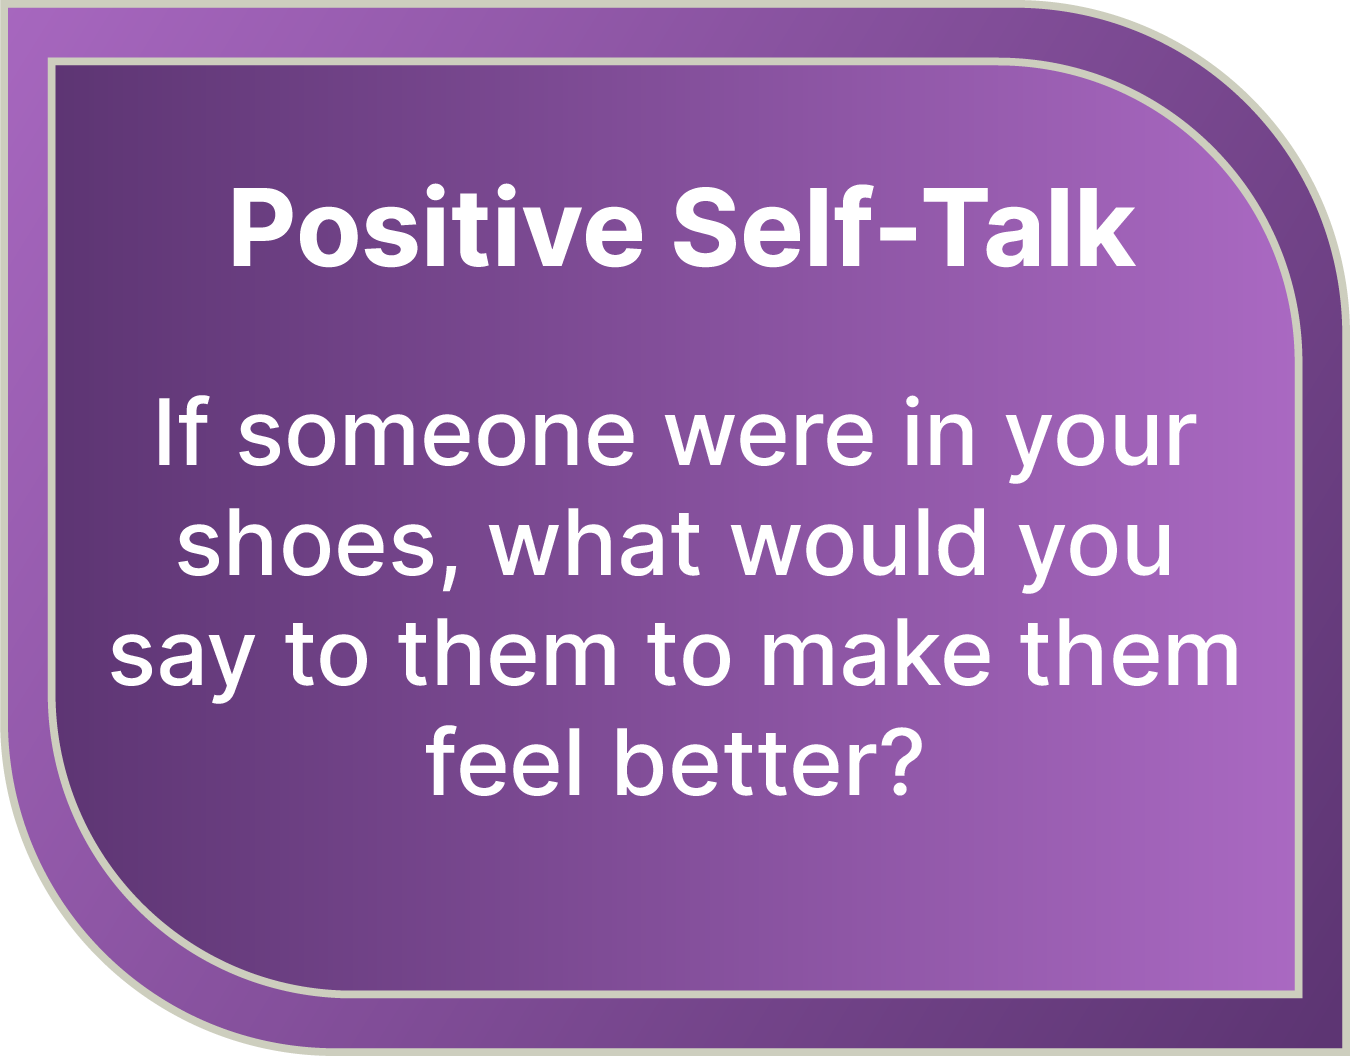 Positive Self-Talk
If someone were in your
shoes, what would you
say to them to make them
feel better?